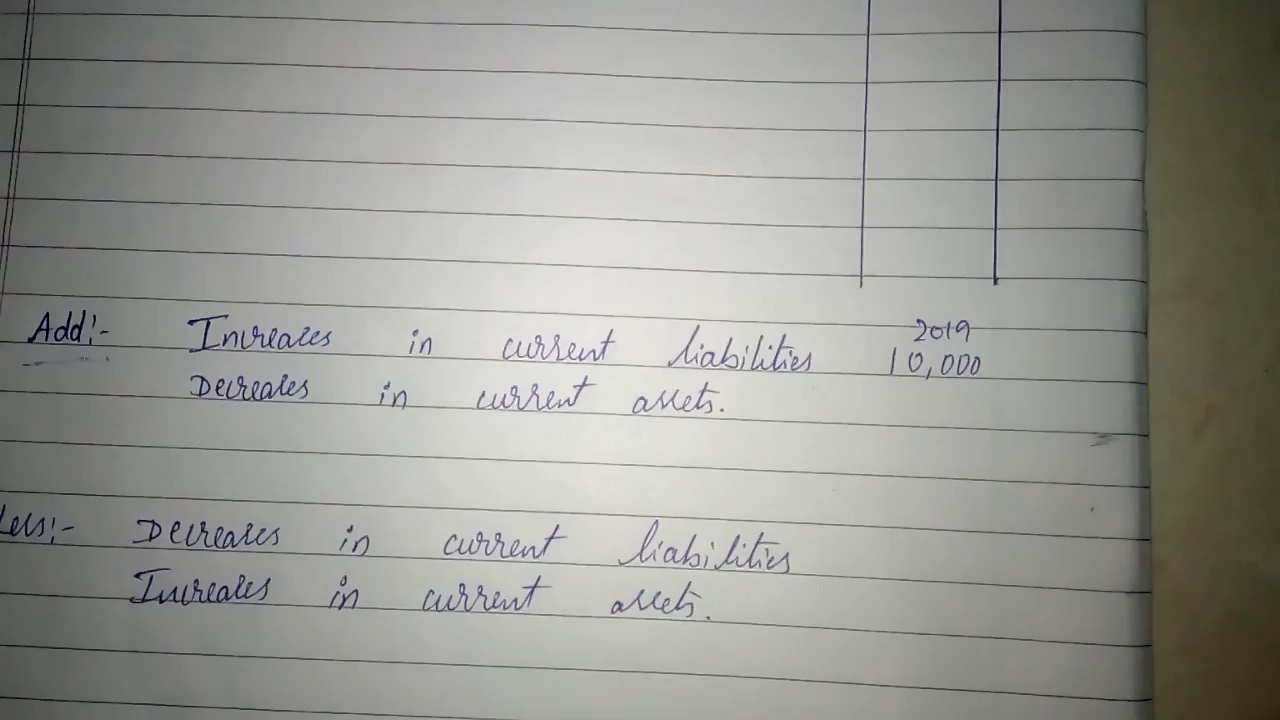 Add:- Increases in current liabilities 2019 10,000
Decreases in current assets.
Less:- Decreases in current liabilities
Increases in current assets.